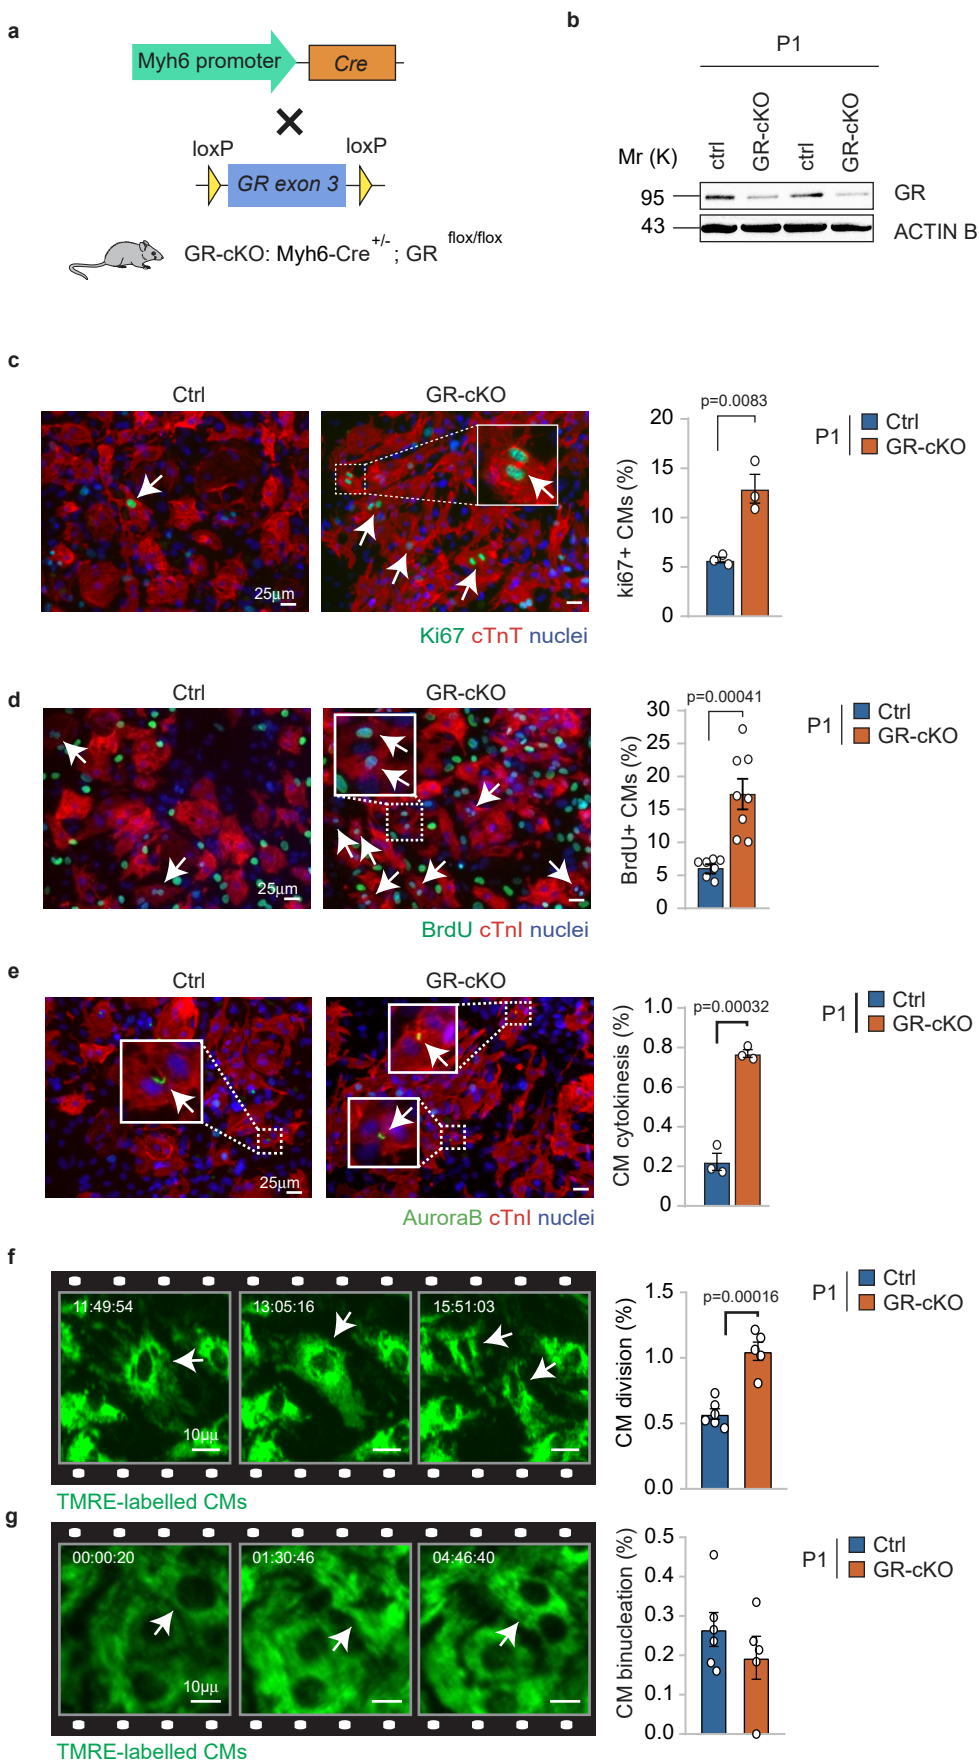 a
Myh6 promoter
Cre
loxP
loxP
GR exon 3
GR-cKO: Myh6-Cre+/-; GR flox/flox
b
P1
Mr (K)
ctrl
GR-cKO
ctrl
GR-cKO
95
GR
43
ACTIN B
c
Ctrl
GR-cKO
25μm
Ki67 cTnT nuclei
ki67+ CMs (%)
20
15
10
5
0
p=0.0083
P1
Ctrl
GR-cKO
d
Ctrl
GR-cKO
25μm
BrdU cTnI nuclei
BrdU+ CMs (%)
30
25
20
15
10
5
0
p=0.00041
P1
Ctrl
GR-cKO
e
Ctrl
GR-cKO
25μm
AuroraB cTnI nuclei
CM cytokinesis (%)
1.0
0.8
0.6
0.4
0.2
0
p=0.00032
P1
Ctrl
GR-cKO
f
11:49:54
13:05:16
15:51:03
10μμ
TMRE-labelled CMs
CM division (%)
1.5
1.0
0.5
0.0
p=0.00016
P1
Ctrl
GR-cKO
g
00:00:20
01:30:46
04:46:40
10μμ
TMRE-labelled CMs
CM binucleation (%)
0.5
0.4
0.3
0.2
0.1
0.0
P1
Ctrl
GR-cKO